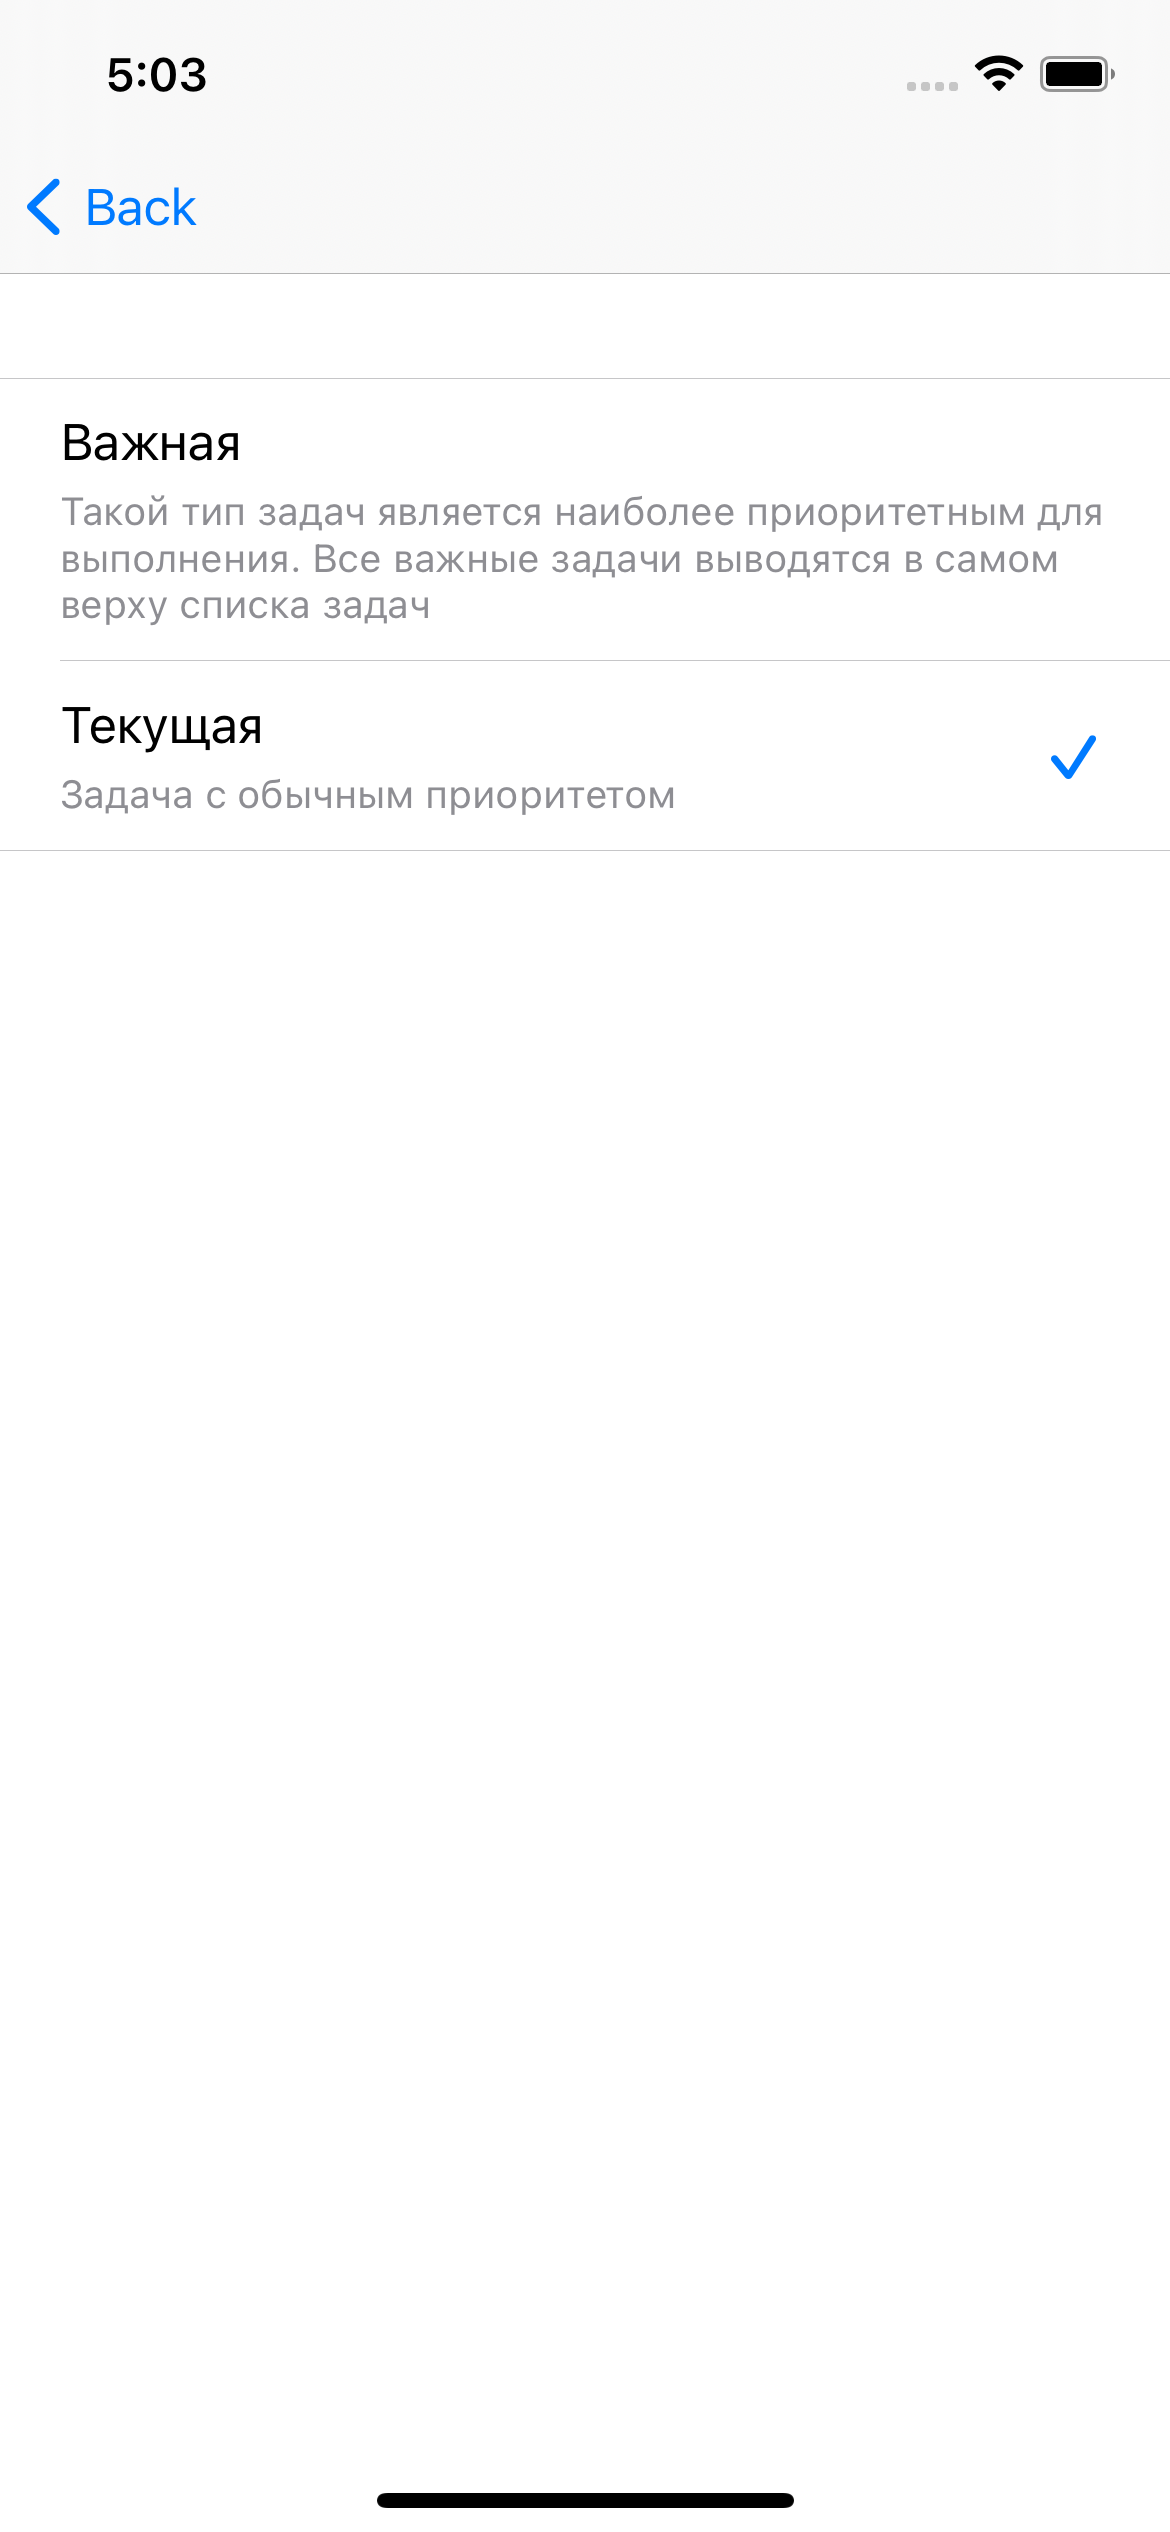 5:03
Back
Важная
Такой тип задач является наиболее приоритетным для
выполнения. Все важные задачи выводятся в самом
верху списка задач
Текущая
Задача с обычным приоритетом